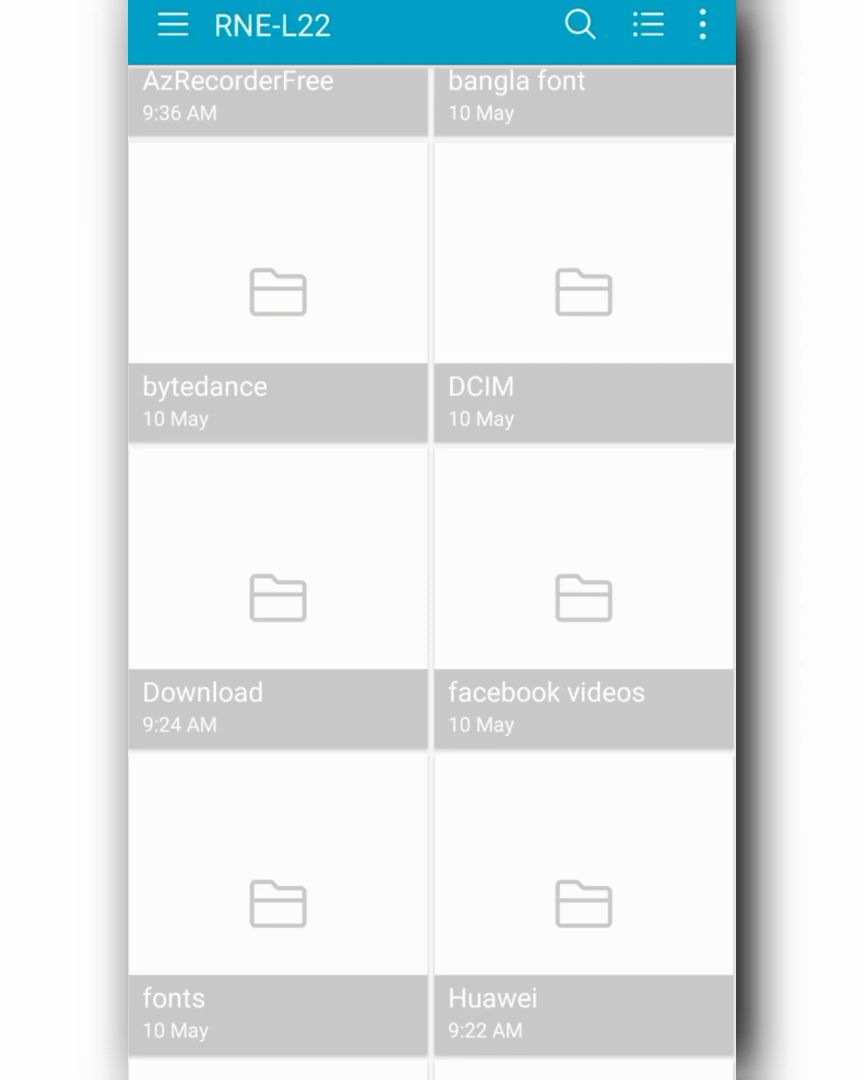 RNE-L22
AzRecorderFree
9:36 AM
bangla font
10 May
bytedance
10 May
DCIM
10 May
Download
9:24 AM
facebook videos
10 May
fonts
10 May
Huawei
9:22 AM